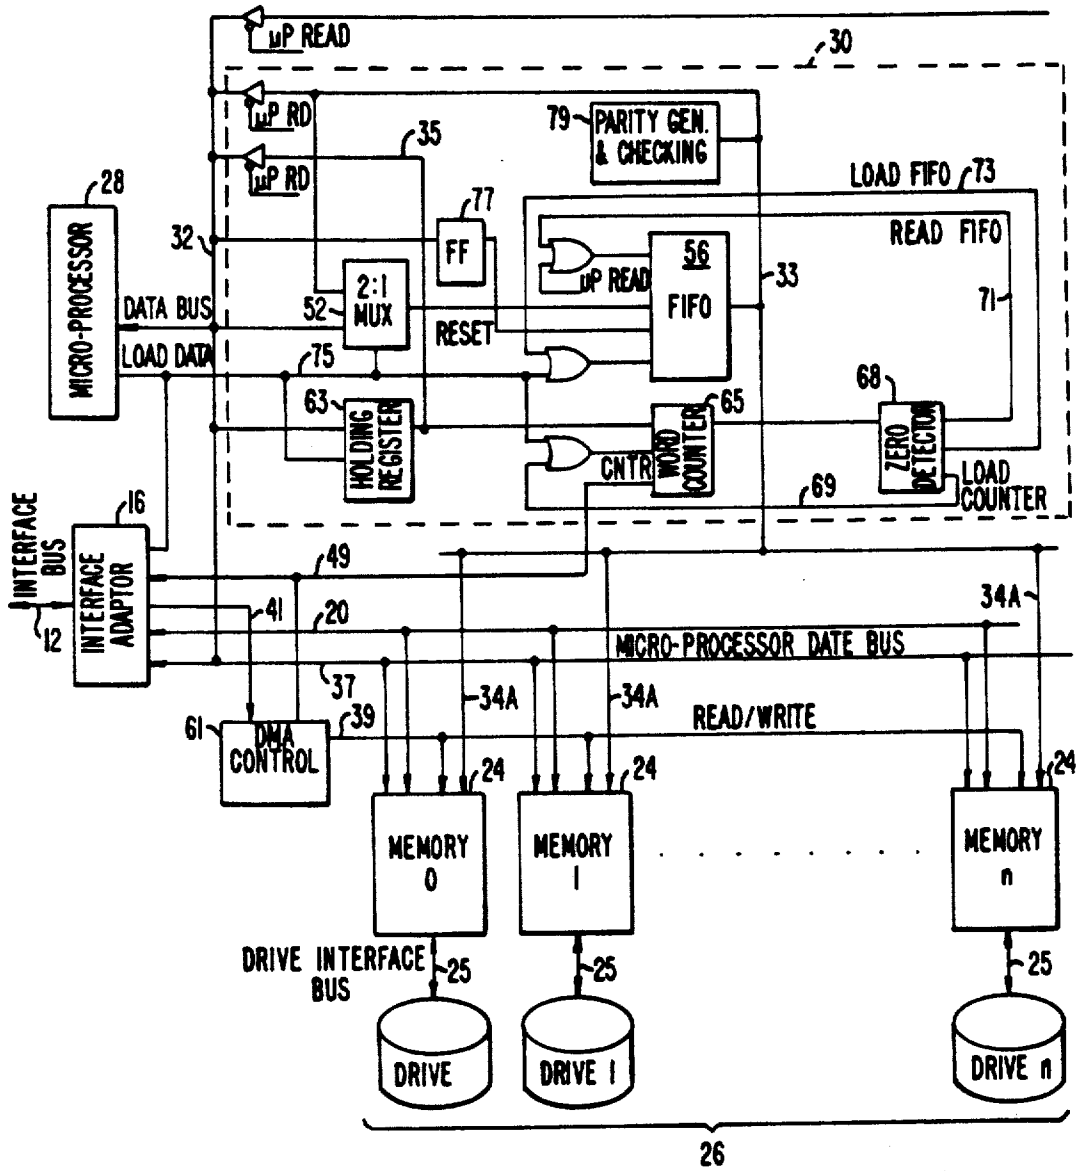 µP READ
30
µP RD
79
PARITY GEN.
& CHECKING
35
µP RD
LOAD FIFO
73
28
77
32
FF
READ FIFO
56
FIFO
µP READ
33
71
MICRO-PROCESSOR
2:1
MUX
52
DATA BUS
RESET
LOAD DATA
75
68
63
HOLDING
REGISTER
65
WORD
COUNTER
ZERO
DETECTOR
CNTR
LOAD
COUNTER
69
16
INTERFACE
BUS
INTERFACE
ADAPTOR
49
12
41
20
34A
MICRO-PROCESSOR DATE BUS
37
34A
34A
61
DMA
CONTROL
39
READ/WRITE
24
24
24
MEMORY
0
MEMORY
1
MEMORY
n
DRIVE INTERFACE
BUS
25
25
25
DRIVE
DRIVE 1
DRIVE n
26